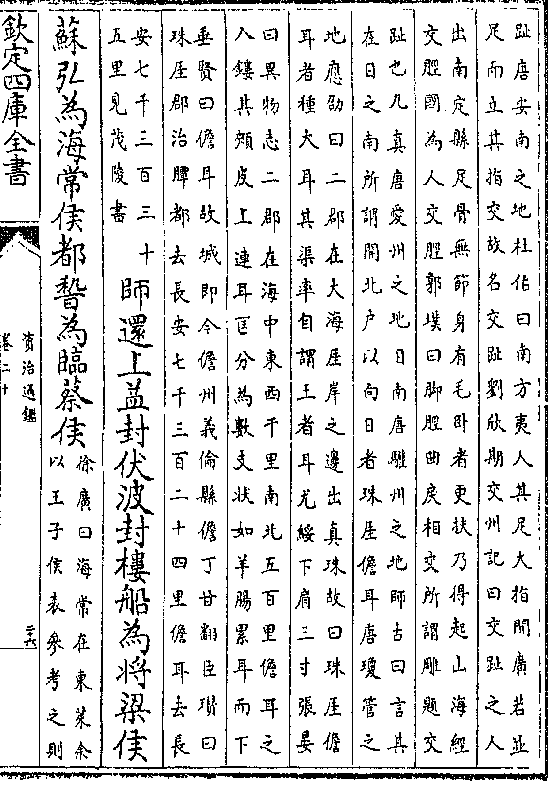 趾唐安南之地杜佑曰南方夷人其足大指開廣若並
足而立其指交故名交趾劉欣期交州記曰交趾之人
出南定縣足骨無節身有毛卧者更扶乃得起山海經
交脛國為人交脛郭璞曰脚脛曲戾相交所謂雕題交
趾也九真唐愛州之地日南唐驩州之地師古曰言其
在日之南所謂開北户以向日者珠厓儋耳唐瓊管之
地應劭曰二郡在大海厓岸之邊出真珠故曰珠厓儋
耳者種大耳其渠率自謂王者耳尤緩下肩三寸張晏
曰異物志二郡在海中東西千里南北五百里儋耳之
人鏤其頰皮上連耳匡分為數支狀如羊腸累耳而下
垂賢曰儋耳故城即今儋州義倫縣儋丁甘翻臣瓚曰
珠厓郡治瞫都去長安七千三百二十四里儋耳去長
安七千三百三十
五里見茂陵書
師還上益封伏波封樓船為將梁侯
蘇弘為海常侯都稽為臨蔡侯
徐廣曰海常在東萊余
以王子侯表參考之則
欽定四庫全書
資治通鑑
卷二十